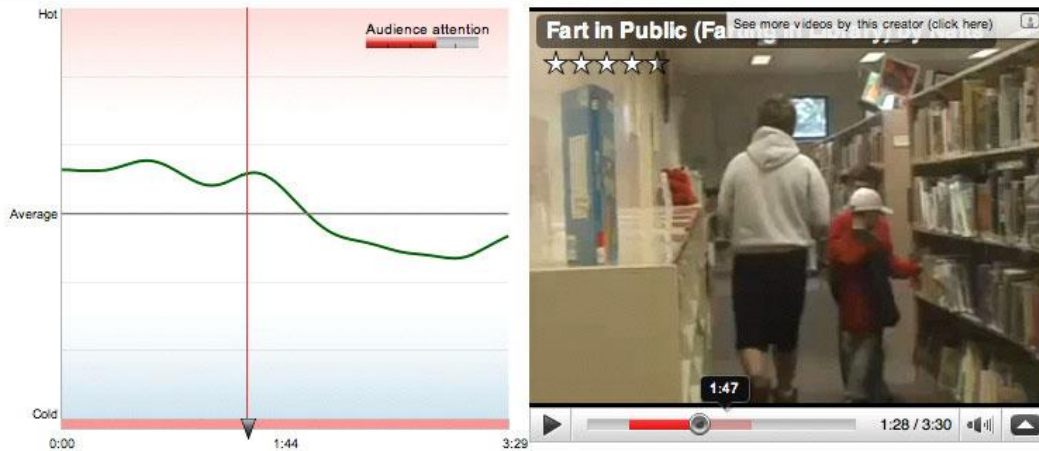 Hot
Audience attention
Average
Cold
0:00 1:44 3:29
See more videos by this creator (click here)
Fart in Public (Fa
1:47
1:28 / 3:30